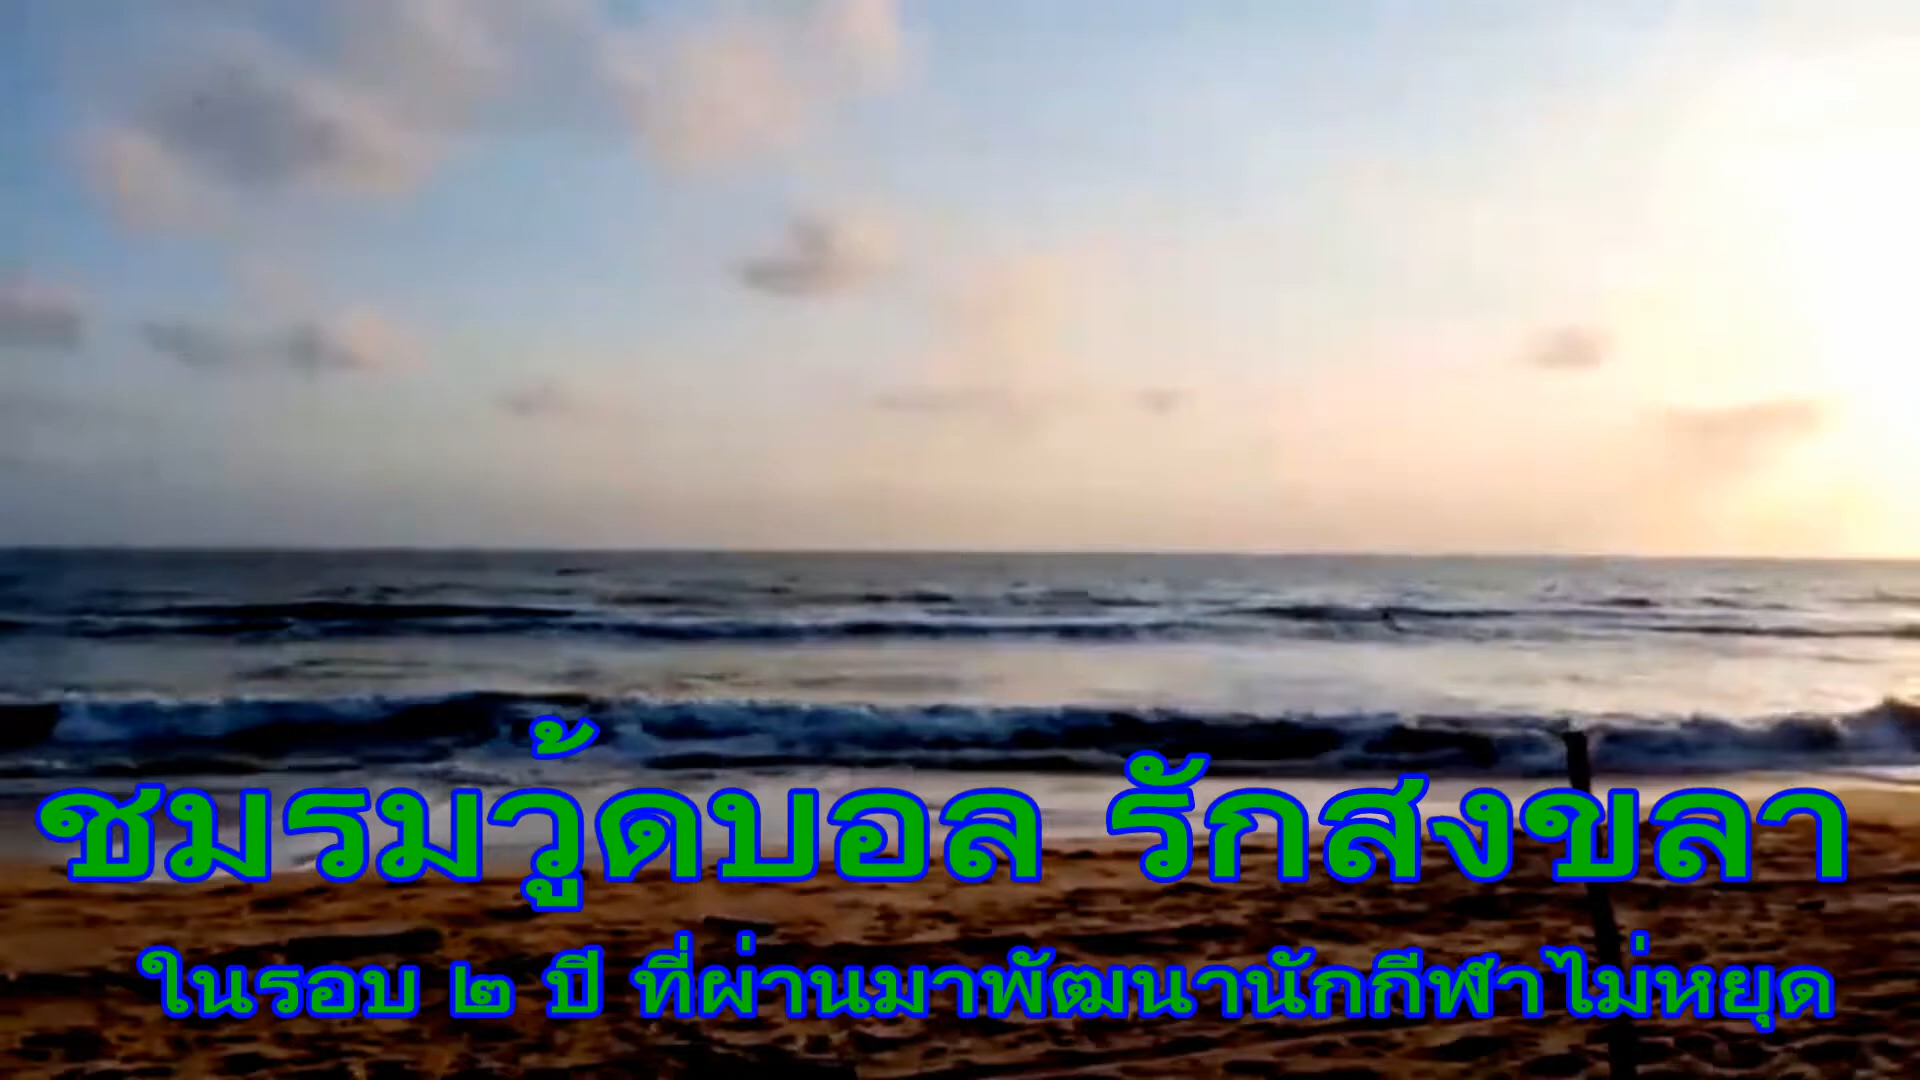 ชมรมวู้ดบอล รักสงขลา
ในรอบ ๒ ปี ที่ผ่านมาพัฒนานักกีฬาไม่หยุด